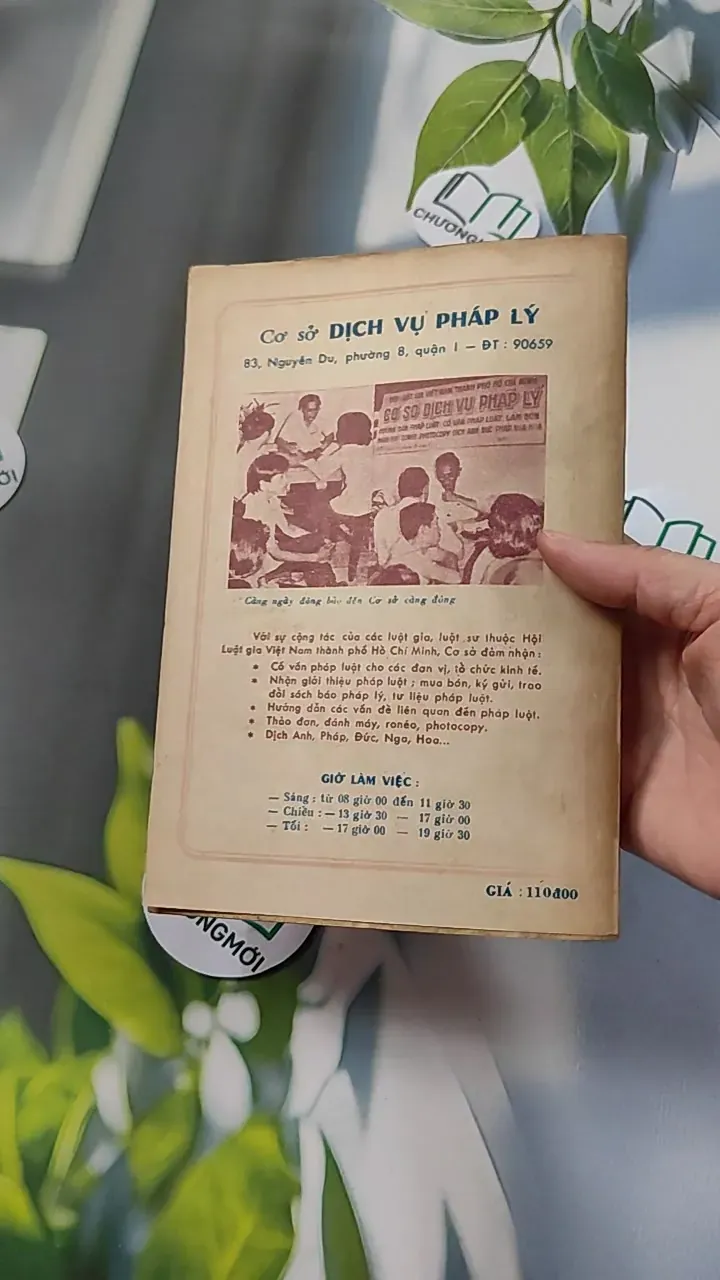 CHƯƠNG
Cơ sở DỊCH VỤ PHÁP LÝ
83, Nguyễn Du, phường 8, quận I — ĐT : 90659
CƠ SỞ DỊCH VỤ PHÁP LÝ
Càng ngày đồng bào đến Cơ sở càng đông
Với sự cộng tác của các luật gia, luật sư thuộc Hội
Luật gia Việt Nam thành phố Hồ Chí Minh, Cơ sở đảm nhận :
* Cố vấn pháp luật cho các đơn vị, tổ chức kinh tế.
* Nhận giới thiệu pháp luật ; mua bán, ký gửi, trao
đổi sách báo pháp lý, tư liệu pháp luật.
* Hướng dẫn các vấn đề liên quan đến pháp luật.
* Thảo đơn, đánh máy, ronéo, photocopy.
* Dịch Anh, Pháp, Đức, Nga, Hoa...
GIỜ LÀM VIỆC :
— Sáng : từ 08 giờ 00 đến 11 giờ 30
— Chiều : — 13 giờ 30 — 17 giờ 00
— Tối : — 17 giờ 00 — 19 giờ 30
GIÁ : 110đ00
NGMỚI